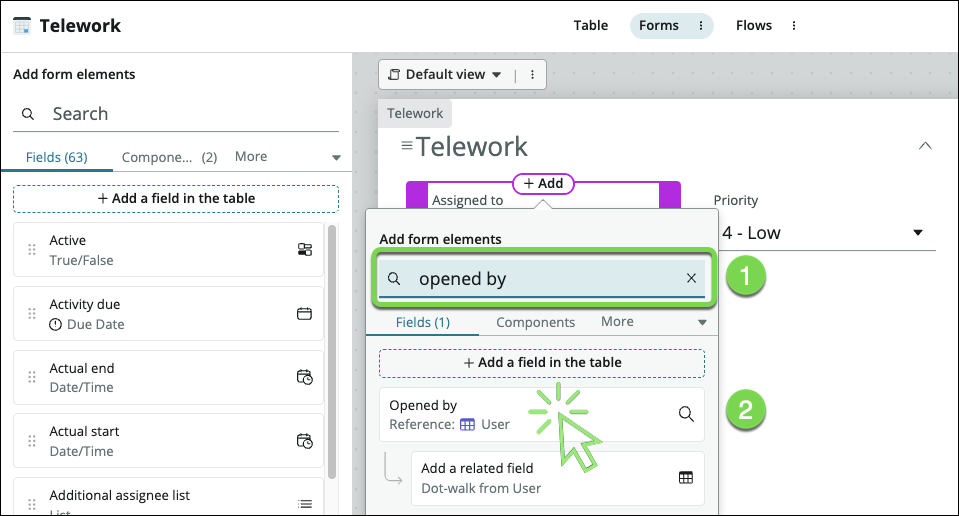 Telework
Table
Forms
Flows
Add form elements
Search
Fields (63)
Compone... (2)
More
+ Add a field in the table
Active
True/False
Activity due
Due Date
Actual end
Date/Time
Actual start
Date/Time
Additional assignee list
List
Default view
Telework
Telework
+ Add
Assigned to
Priority
4 - Low
Add form elements
opened by
1
Fields (1)
Components
More
+ Add a field in the table
Opened by
Reference: User
2
Add a related field
Dot-walk from User